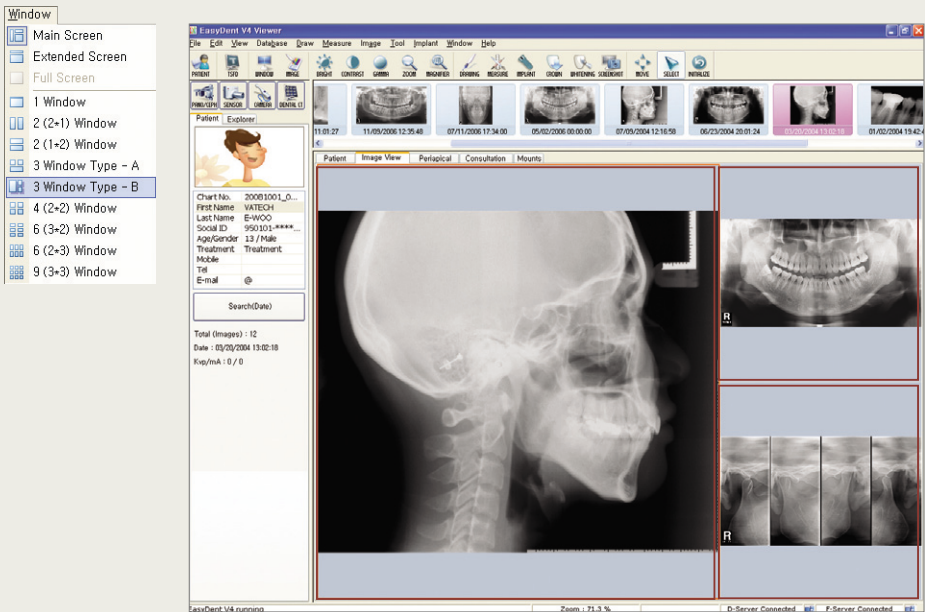 Window
Main Screen
Extended Screen
Full Screen
1 Window
2 (2*1) Window
2 (1*2) Window
3 Window Type - A
3 Window Type - B
4 (2*2) Window
6 (3*2) Window
6 (2*3) Window
9 (3*3) Window
EasyDent V4 Viewer
File Edit View Database Draw Measure Image Tool Implant Window Help
PATIENT TSFD WINDOW IMAGE BRIGHT CONTRAST GAMMA ZOOM MAGNIFIER DRAWING MEASURE IMPLANT CROWN WHITENING SCREENSHOT MOVE SELECT INITIALIZE
PANO/CEPH SENSOR CAMERA DENTAL CT
11:01:27 11/09/2006 12:35:48 07/11/2006 17:34:00 05/02/2006 00:00:00 07/09/2004 12:16:58 06/23/2004 20:01:24 03/20/2004 13:02:18 01/02/2004 19:42:4
Patient Explorer
Patient Image View Periapical Consultation Mounts
Chart No. 20081001_0...
First Name VATECH
Last Name E-WOO
Social ID 950101-****...
Age/Gender 13 / Male
Treatment Treatment
Mobile
Tel
E-mail @
Search(Date)
Total (Images) : 12
Date : 03/20/2004 13:02:18
Kvp/mA : 0 / 0
R
R
EasyDent V4 running Zoom : 71.3 % D-Server Connected F-Server Connected